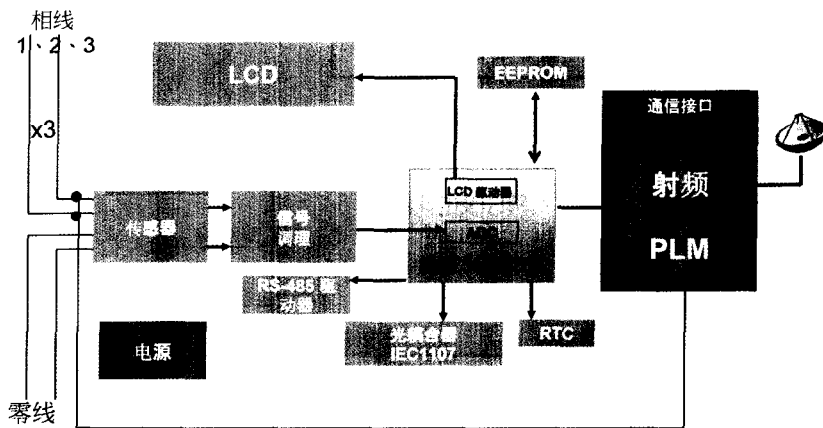 相线
1、2、3
x3
LCD
EEPROM
通信接口
射频
PLM
LCD 驱动器
ADC
传感器
信号
调理
RS-485 驱
动器
光耦合器
IEC1107
RTC
电源
零线